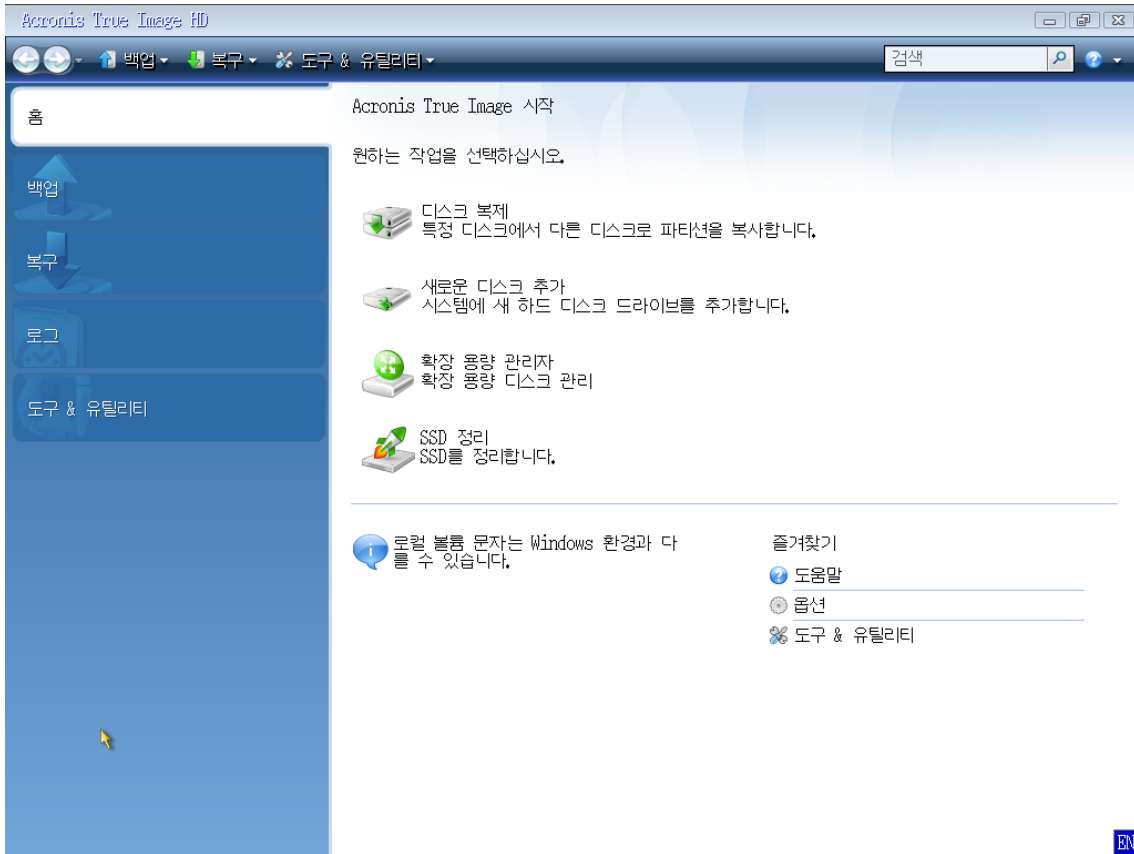 Acronis True Image HD
백업 복구 도구 & 유틸리티 검색
홈
백업
복구
로그
도구 & 유틸리티
Acronis True Image 시작
원하는 작업을 선택하십시오.
디스크 복제
특정 디스크에서 다른 디스크로 파티션을 복사합니다.
새로운 디스크 추가
시스템에 새 하드 디스크 드라이브를 추가합니다.
확장 용량 관리자
확장 용량 디스크 관리
SSD 정리
SSD를 정리합니다.
로컬 볼륨 문자는 Windows 환경과 다
를 수 있습니다.
즐겨찾기
도움말
옵션
도구 & 유틸리티
EN